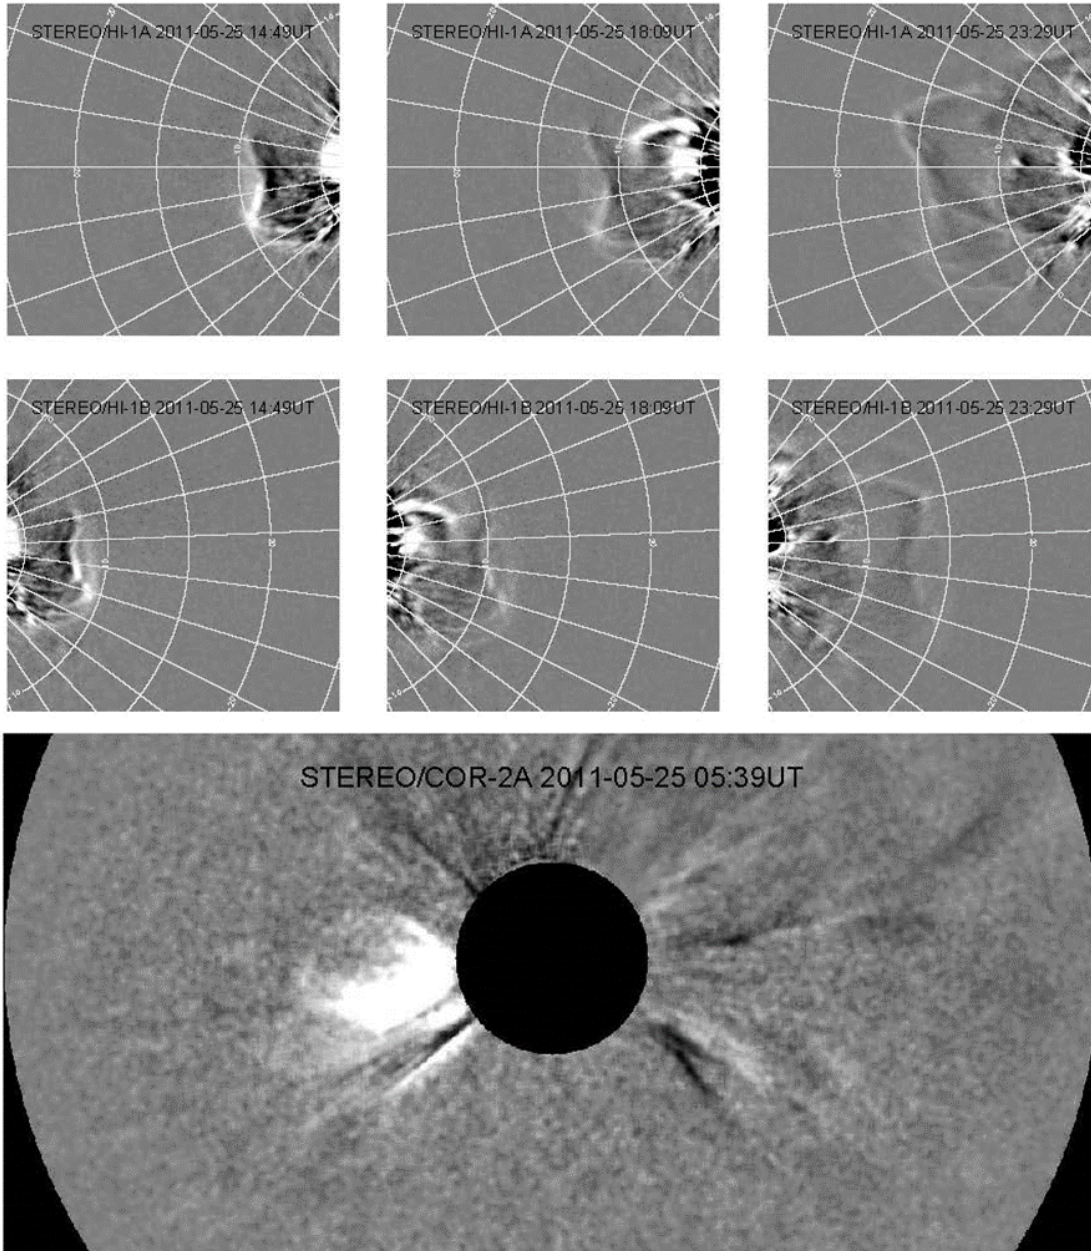 STEREO/HI-1A 2011-05-25 14:49UT
STEREO/HI-1A 2011-05-25 18:09UT
STEREO/HI-1A 2011-05-25 23:29UT
STEREO/HI-1B 2011-05-25 14:49UT
STEREO/HI-1B 2011-05-25 18:09UT
STEREO/HI-1B 2011-05-25 23:29UT
-20
STEREO/COR-2A 2011-05-25 05:39UT